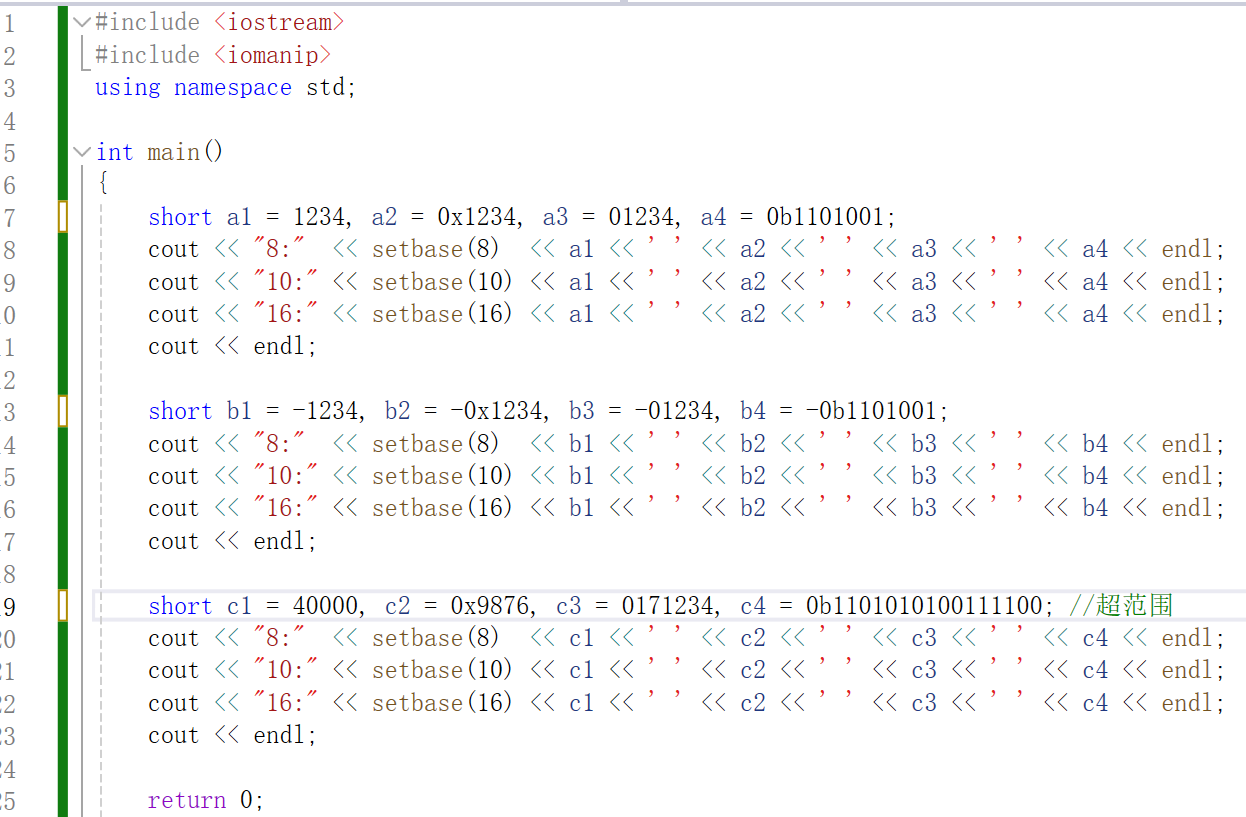 1 #include <iostream>
2 #include <iomanip>
3 using namespace std;
4
5 int main()
6 {
7 short a1 = 1234, a2 = 0x1234, a3 = 01234, a4 = 0b1101001;
8 cout << "8:" << setbase(8) << a1 << ' ' << a2 << ' ' << a3 << ' ' << a4 << endl;
9 cout << "10:" << setbase(10) << a1 << ' ' << a2 << ' ' << a3 << ' ' << a4 << endl;
0 cout << "16:" << setbase(16) << a1 << ' ' << a2 << ' ' << a3 << ' ' << a4 << endl;
1 cout << endl;
2
3 short b1 = -1234, b2 = -0x1234, b3 = -01234, b4 = -0b1101001;
4 cout << "8:" << setbase(8) << b1 << ' ' << b2 << ' ' << b3 << ' ' << b4 << endl;
5 cout << "10:" << setbase(10) << b1 << ' ' << b2 << ' ' << b3 << ' ' << b4 << endl;
6 cout << "16:" << setbase(16) << b1 << ' ' << b2 << ' ' << b3 << ' ' << b4 << endl;
7 cout << endl;
8
9 short c1 = 40000, c2 = 0x9876, c3 = 0171234, c4 = 0b1101010100111100; //超范围
20 cout << "8:" << setbase(8) << c1 << ' ' << c2 << ' ' << c3 << ' ' << c4 << endl;
21 cout << "10:" << setbase(10) << c1 << ' ' << c2 << ' ' << c3 << ' ' << c4 << endl;
22 cout << "16:" << setbase(16) << c1 << ' ' << c2 << ' ' << c3 << ' ' << c4 << endl;
23 cout << endl;
24
25 return 0;